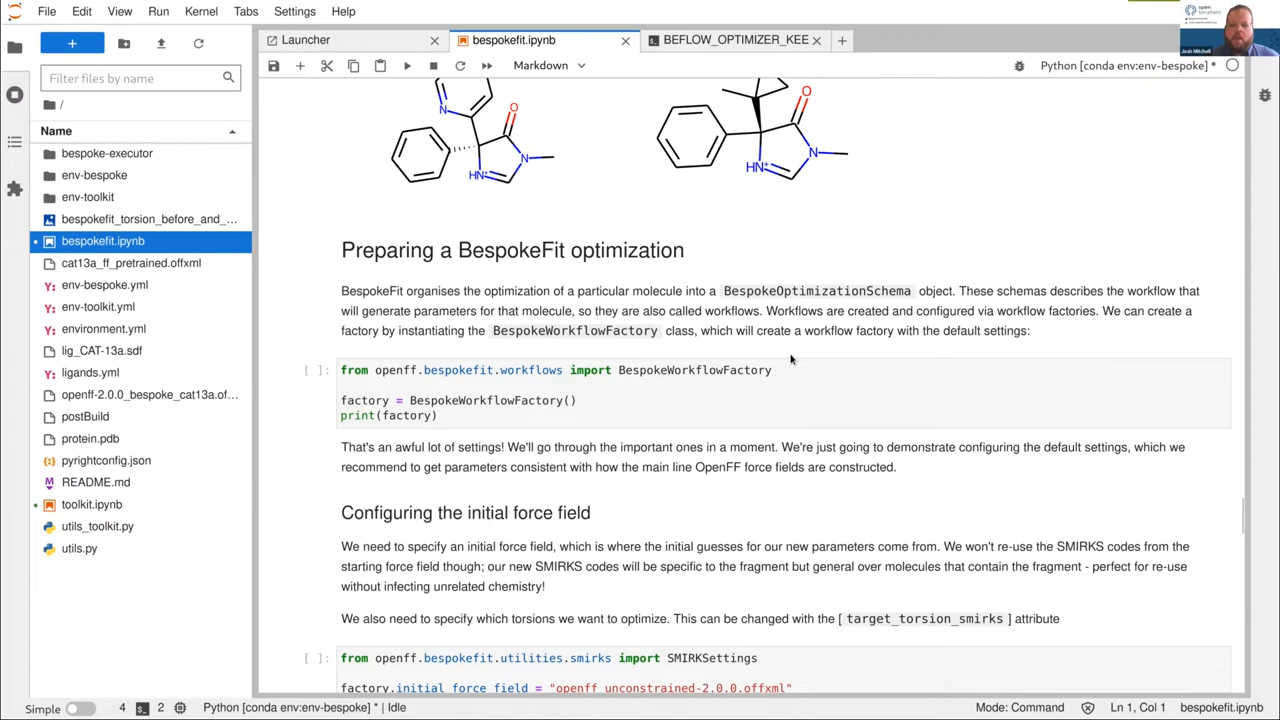 File Edit View Run Kernel Tabs Settings Help
open
forcefield
Josh Mitchell
Launcher
bespokefit.ipynb
BEFLOW_OPTIMIZER_KEE
Filter files by name
Markdown
Python [conda env:env-bespoke] *
/
Name
bespoke-executor
env-bespoke
env-toolkit
bespokefit_torsion_before_and_...
bespokefit.ipynb
cat13a_ff_pretrained.offxml
env-bespoke.yml
env-toolkit.yml
environment.yml
lig_CAT-13a.sdf
ligands.yml
openff-2.0.0_bespoke_cat13a.of...
postBuild
protein.pdb
pyrightconfig.json
README.md
toolkit.ipynb
utils_toolkit.py
utils.py
N O N HN+
O N HN+
Preparing a BespokeFit optimization
BespokeFit organises the optimization of a particular molecule into a BespokeOptimizationSchema object. These schemas describes the workflow that
will generate parameters for that molecule, so they are also called workflows. Workflows are created and configured via workflow factories. We can create a
factory by instantiating the BespokeWorkflowFactory class, which will create a workflow factory with the default settings:
[ ]: from openff.bespokefit.workflows import BespokeWorkflowFactory
factory = BespokeWorkflowFactory()
print(factory)
That's an awful lot of settings! We'll go through the important ones in a moment. We're just going to demonstrate configuring the default settings, which we
recommend to get parameters consistent with how the main line OpenFF force fields are constructed.
Configuring the initial force field
We need to specify an initial force field, which is where the initial guesses for our new parameters come from. We won't re-use the SMIRKS codes from the
starting force field though; our new SMIRKS codes will be specific to the fragment but general over molecules that contain the fragment - perfect for re-use
without infecting unrelated chemistry!
We also need to specify which torsions we want to optimize. This can be changed with the [ target_torsion_smirks ] attribute
[ ]: from openff.bespokefit.utilities.smirks import SMIRKSettings
factory.initial_force_field = "openff_unconstrained-2.0.0.offxml"
Simple 4 2 Python [conda env:env-bespoke] * | Idle Mode: Command Ln 1, Col 1 bespokefit.ipynb